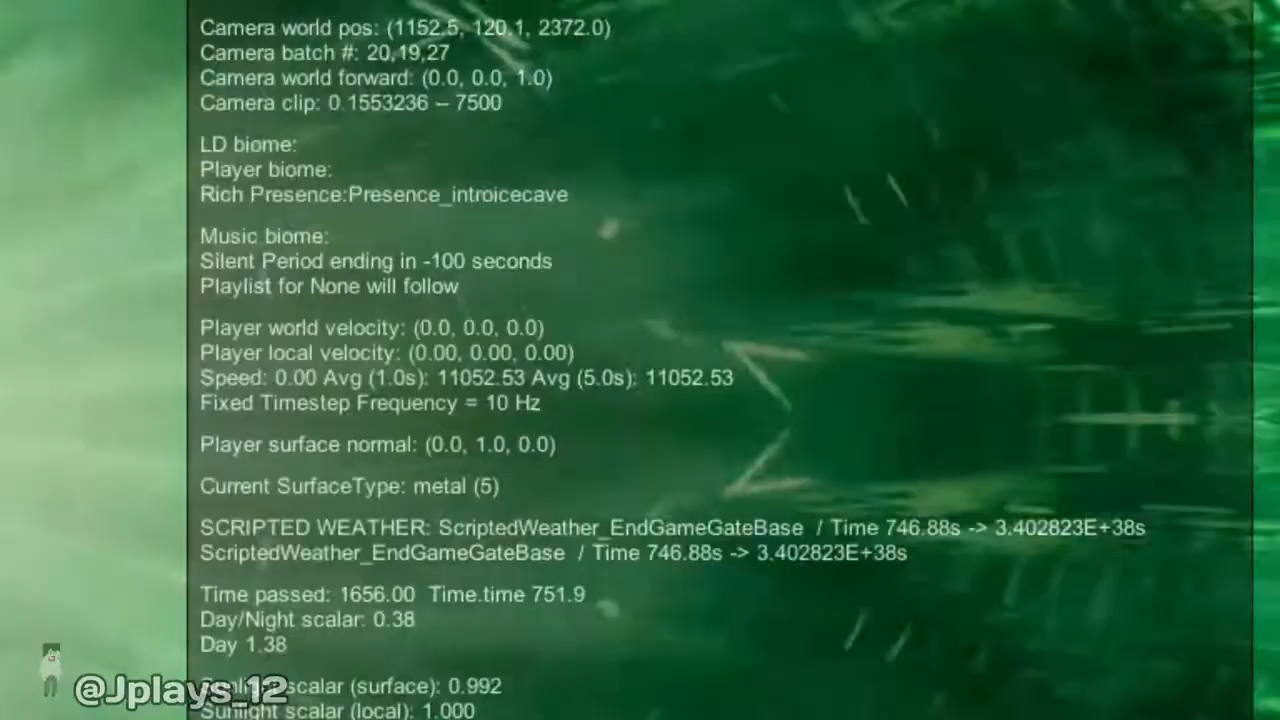 Camera world pos: (1152.5, 120.1, 2372.0)
Camera batch #: 20,19,27
Camera world forward: (0.0, 0.0, 1.0)
Camera clip: 0.1553236 – 7500
LD biome:
Player biome:
Rich Presence:Presence_introicecave
Music biome:
Silent Period ending in -100 seconds
Playlist for None will follow
Player world velocity: (0.0, 0.0, 0.0)
Player local velocity: (0.00, 0.00, 0.00)
Speed: 0.00 Avg (1.0s): 11052.53 Avg (5.0s): 11052.53
Fixed Timestep Frequency = 10 Hz
Player surface normal: (0.0, 1.0, 0.0)
Current SurfaceType: metal (5)
SCRIPTED WEATHER: ScriptedWeather_EndGameGateBase / Time 746.88s -> 3.402823E+38s
ScriptedWeather_EndGameGateBase / Time 746.88s -> 3.402823E+38s
Time passed: 1656.00 Time.time 751.9
Day/Night scalar: 0.38
Day 1.38
scalar (surface): 0.992
@Jplays_12
Sunlight scalar (local): 1.000